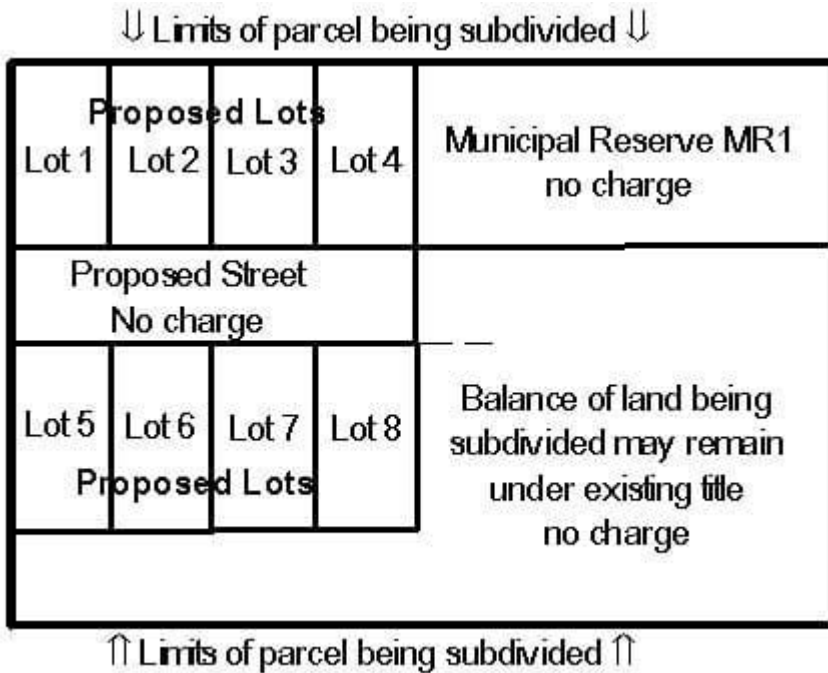 ⇓ Limits of parcel being subdivided ⇓
Proposed Lots
Lot 1 Lot 2 Lot 3 Lot 4
Municipal Reserve MR1
no charge
Proposed Street
No charge
Lot 5 Lot 6 Lot 7 Lot 8
Proposed Lots
Balance of land being
subdivided may remain
under existing title
no charge
⇑ Limits of parcel being subdivided ⇑